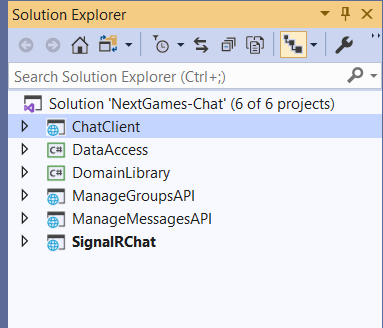 Solution Explorer
Search Solution Explorer (Ctrl+;)
Solution 'NextGames-Chat' (6 of 6 projects)
ChatClient
C# DataAccess
C# DomainLibrary
ManageGroupsAPI
ManageMessagesAPI
SignalRChat